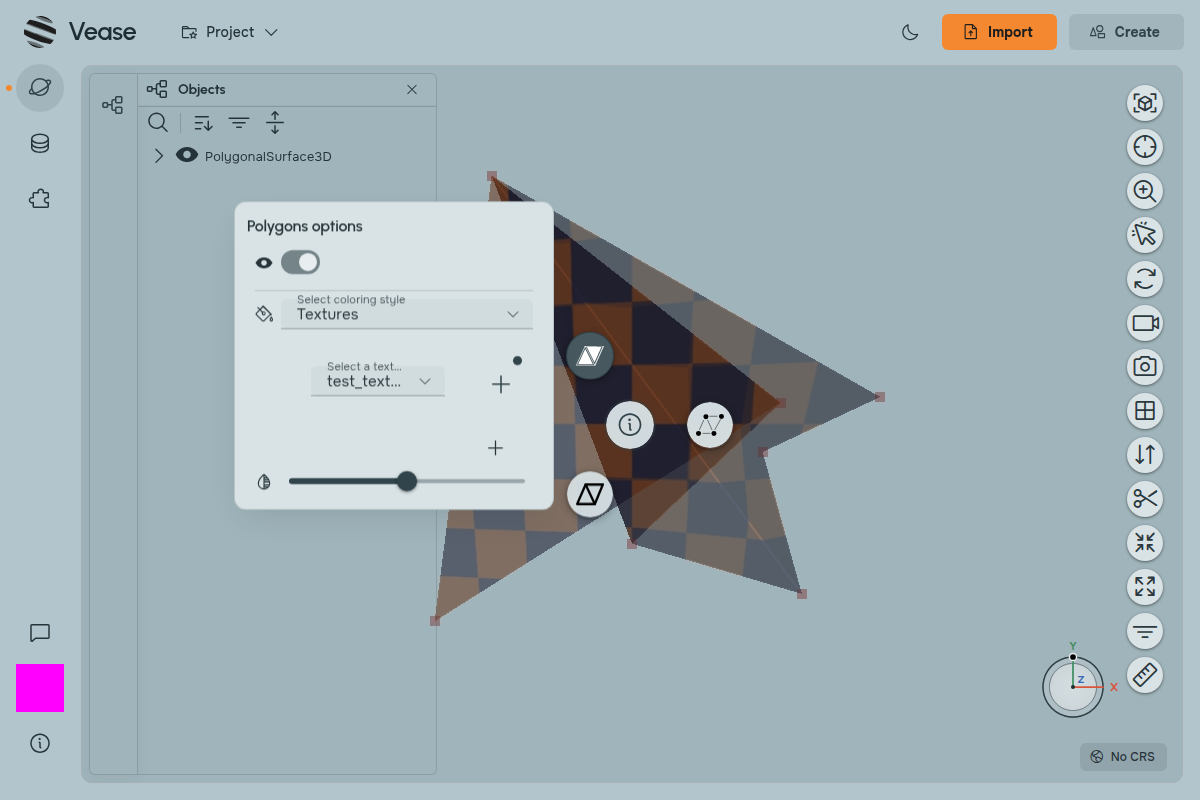 Vease
Project
Import
Create
Objects
PolygonalSurface3D
Polygons options
Select coloring style
Textures
Select a text...
test_text...
Y
Z
X
No CRS